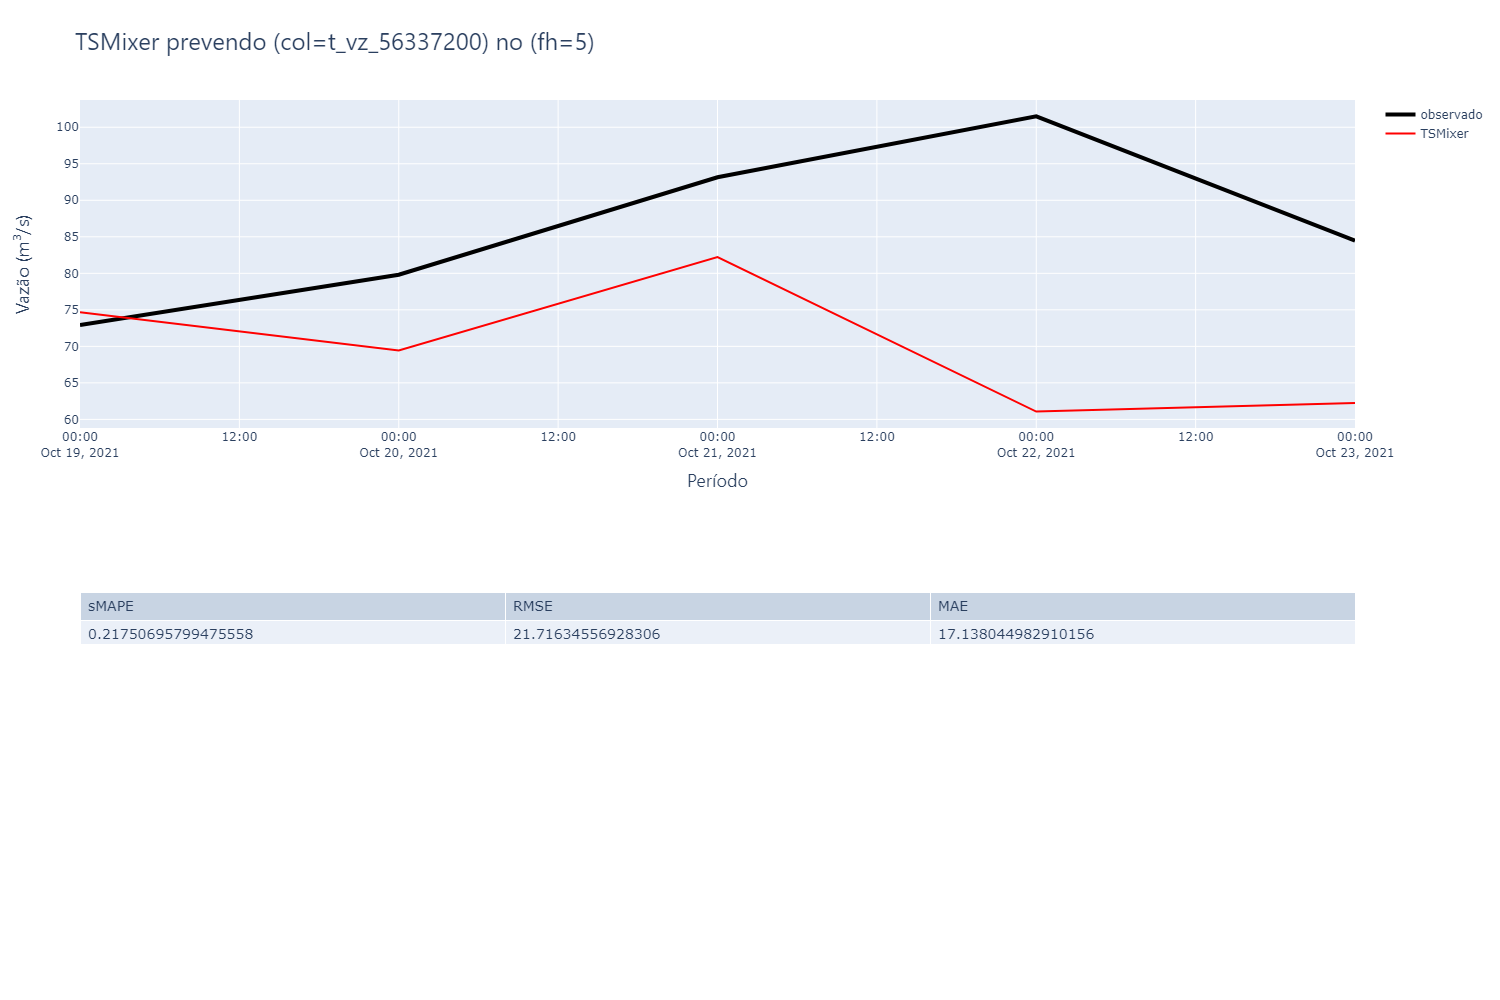 TSMixer prevendo (col=t_vz_56337200) no (fh=5)
observado
TSMixer
Vazão (m³/s)
100
95
90
85
80
75
70
65
60
00:00 12:00 00:00 12:00 00:00 12:00 00:00 12:00 00:00
Oct 19, 2021 Oct 20, 2021 Oct 21, 2021 Oct 22, 2021 Oct 23, 2021
Período
sMAPE RMSE MAE
0.21750695799475558 21.71634556928306 17.138044982910156